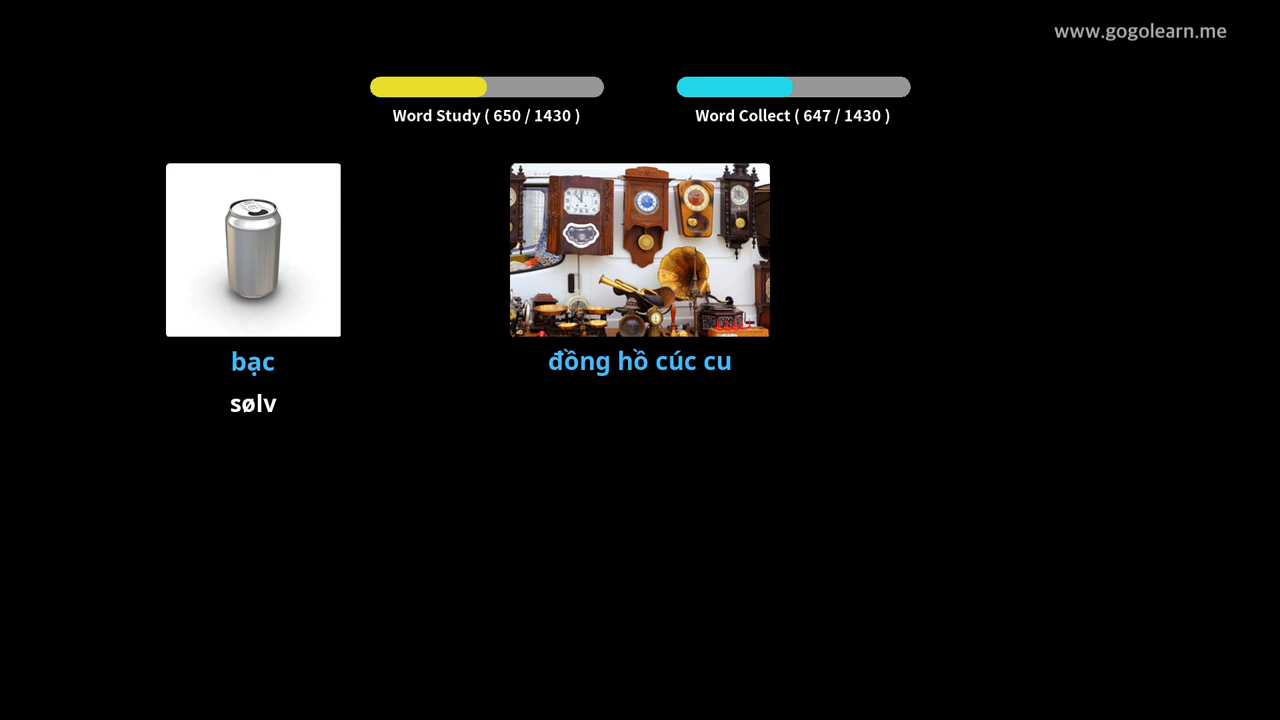 www.gogolearn.me
Word Study ( 650 / 1430 )
Word Collect ( 647 / 1430 )
bạc
sølv
đồng hồ cúc cu